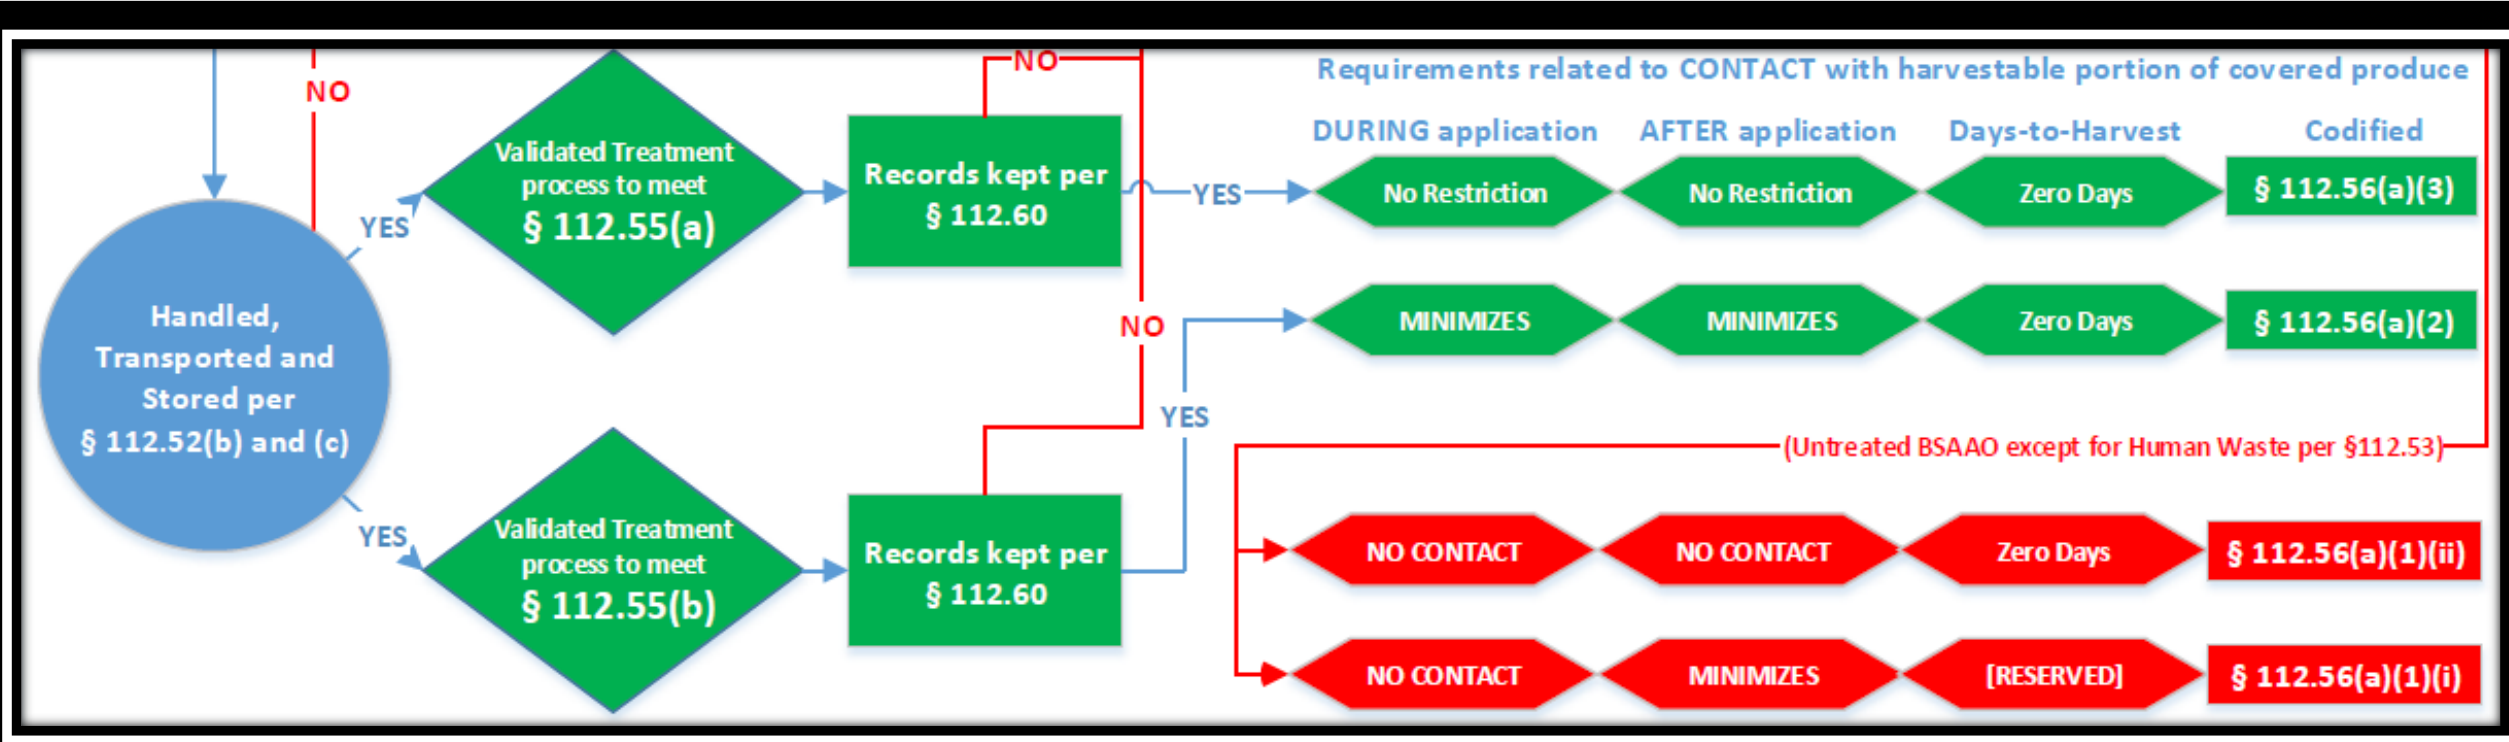 NO
NO
Requirements related to CONTACT with harvestable portion of covered produce
DURING application
AFTER application
Days-to-Harvest
Codified
Validated Treatment
process to meet
§ 112.55(a)
Records kept per
§ 112.60
YES
YES
No Restriction
No Restriction
Zero Days
§ 112.56(a)(3)
Handled,
Transported and
Stored per
§ 112.52(b) and (c)
NO
MINIMIZES
MINIMIZES
Zero Days
§ 112.56(a)(2)
YES
(Untreated BSAAO except for Human Waste per §112.53)
YES
Validated Treatment
process to meet
§ 112.55(b)
Records kept per
§ 112.60
NO CONTACT
NO CONTACT
Zero Days
§ 112.56(a)(1)(ii)
NO CONTACT
MINIMIZES
[RESERVED]
§ 112.56(a)(1)(i)